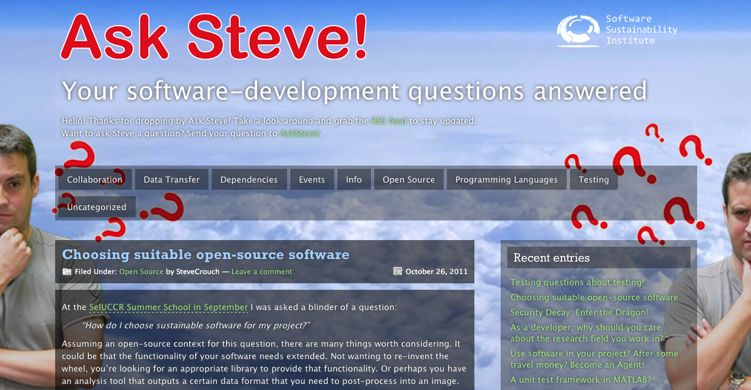 Ask Steve!
Software
Sustainability
Institute
Your software-development questions answered
Hello! Thanks for dropping by Ask Steve! Take a look around and grab the RSS feed to stay updated.
Want to ask Steve a question? Send your question to AskSteve!.
Collaboration Data Transfer Dependencies Events Info Open Source Programming Languages Testing
Uncategorized
Choosing suitable open-source software
Filed Under: Open Source by SteveCrouch — Leave a comment October 26, 2011
At the SeIUCCR Summer School in September I was asked a blinder of a question:
"How do I choose sustainable software for my project?"
Assuming an open-source context for this question, there are many things worth considering. It
could be that the functionality of your software needs extended. Not wanting to re-invent the
wheel, you're looking for an appropriate library to provide that functionality. Or perhaps you have
an analysis tool that outputs a certain data format that you need to post-process into an image.
Recent entries
Testing questions about testing!
Choosing suitable open-source software
Security Decay: Enter the Dragon!
As a developer, why should you care
about the research field you work in?
Use software in your project? After some
travel money? Become an Agent!
A unit test framework in MATLAB?